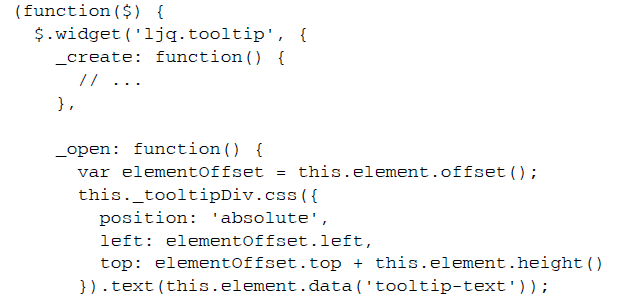 (function($) {
  $.widget('ljq.tooltip', {
    _create: function() {
      // ...
    },

    _open: function() {
      var elementOffset = this.element.offset();
      this._tooltipDiv.css({
        position: 'absolute',
        left: elementOffset.left,
        top: elementOffset.top + this.element.height()
      }).text(this.element.data('tooltip-text'));